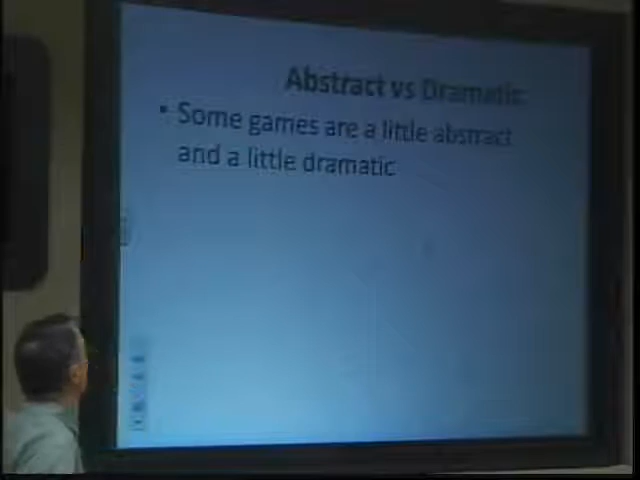 Abstract vs Dramatic
• Some games are a little abstract
and a little dramatic